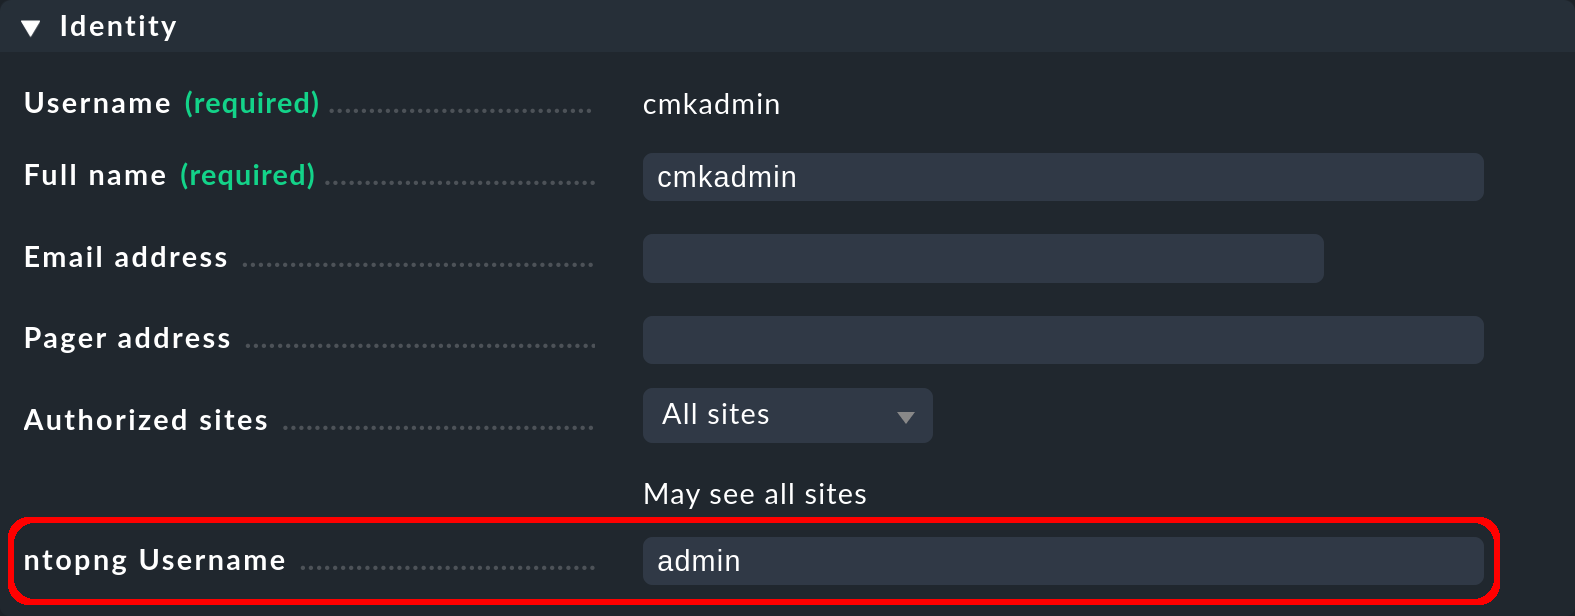 Identity
Username (required) cmkadmin
Full name (required) cmkadmin
Email address
Pager address
Authorized sites All sites
May see all sites
ntopng Username admin